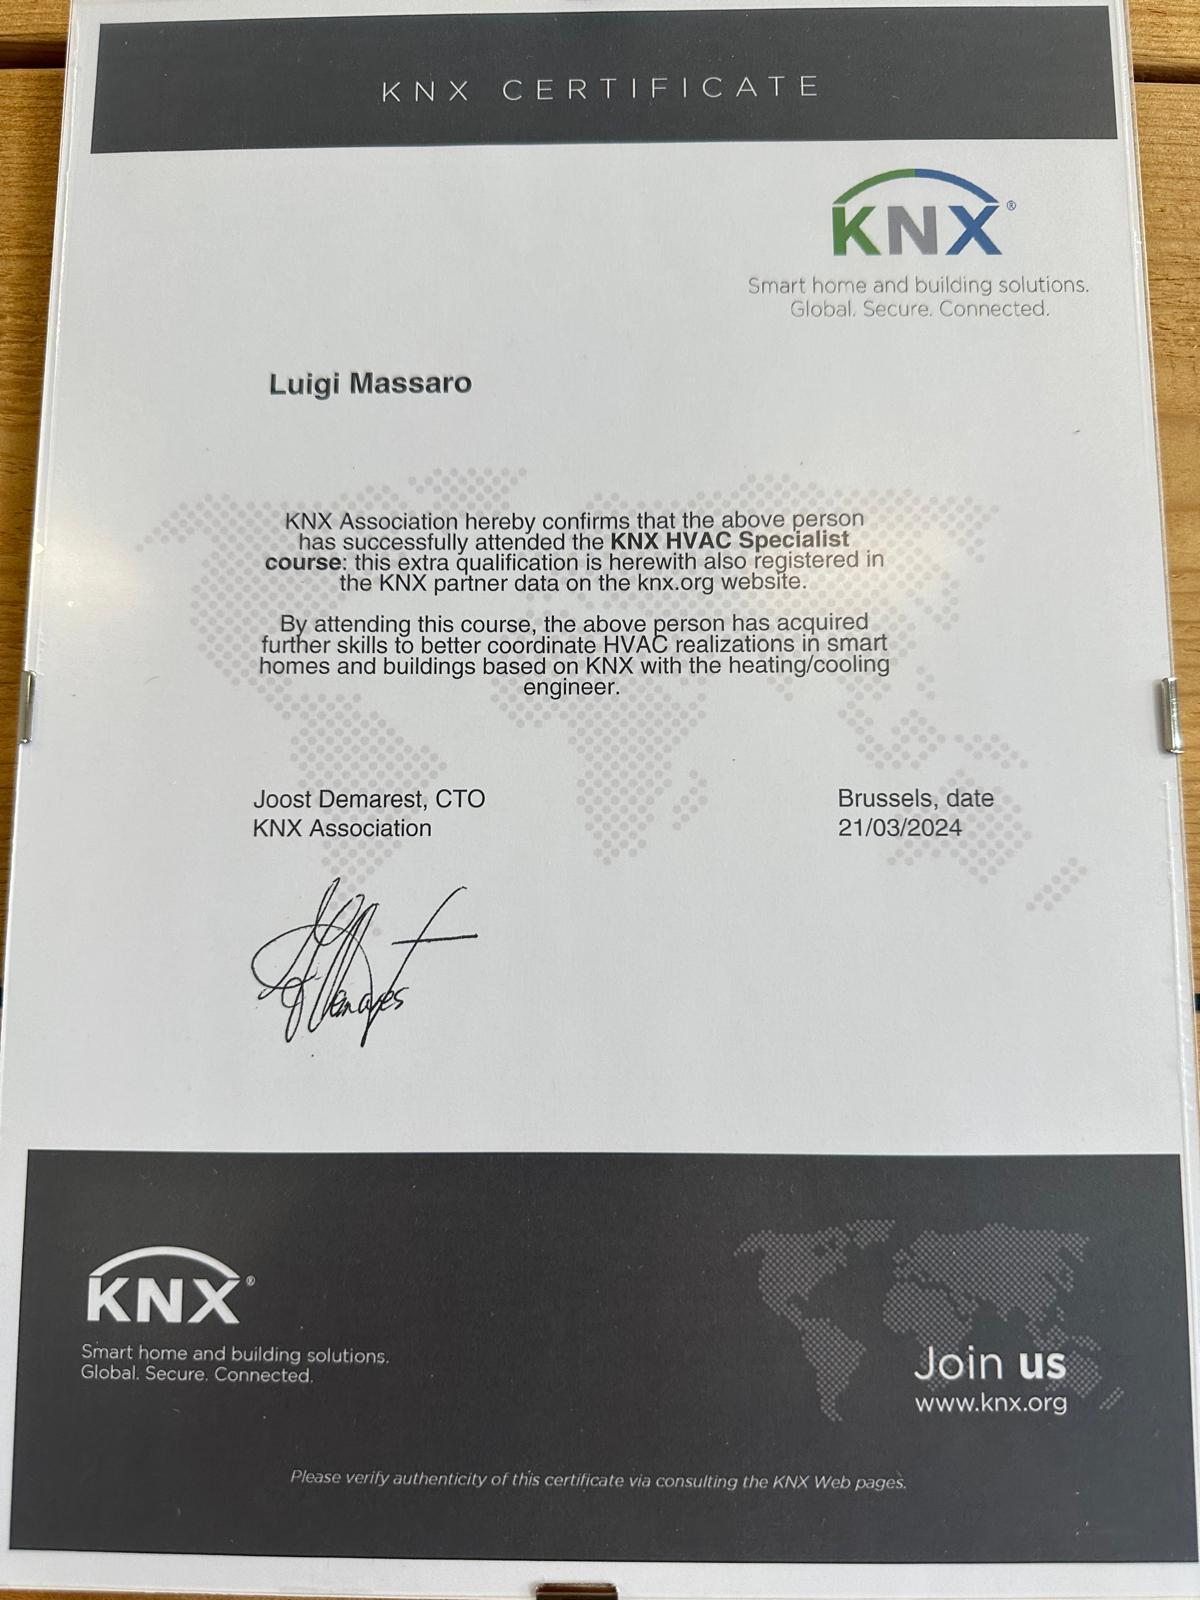 KNX CERTIFICATE
KNX®
Smart home and building solutions.
Global. Secure. Connected.
Luigi Massaro
KNX Association hereby confirms that the above person
has successfully attended the KNX HVAC Specialist
course: this extra qualification is herewith also registered in
the KNX partner data on the knx.org website.
By attending this course, the above person has acquired
further skills to better coordinate HVAC realizations in smart
homes and buildings based on KNX with the heating/cooling
engineer.
Joost Demarest, CTO
KNX Association
Brussels, date
21/03/2024
KNX®
Smart home and building solutions.
Global. Secure. Connected.
Join us
www.knx.org
Please verify authenticity of this certificate via consulting the KNX Web pages.